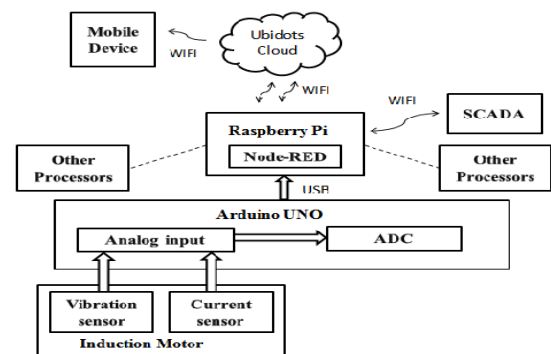 Mobile
Device
WIFI
Ubidots
Cloud
WIFI
WIFI
SCADA
Raspberry Pi
Node-RED
Other
Processors
Other
Processors
USB
Arduino UNO
Analog input
ADC
Vibration
sensor
Current
sensor
Induction Motor